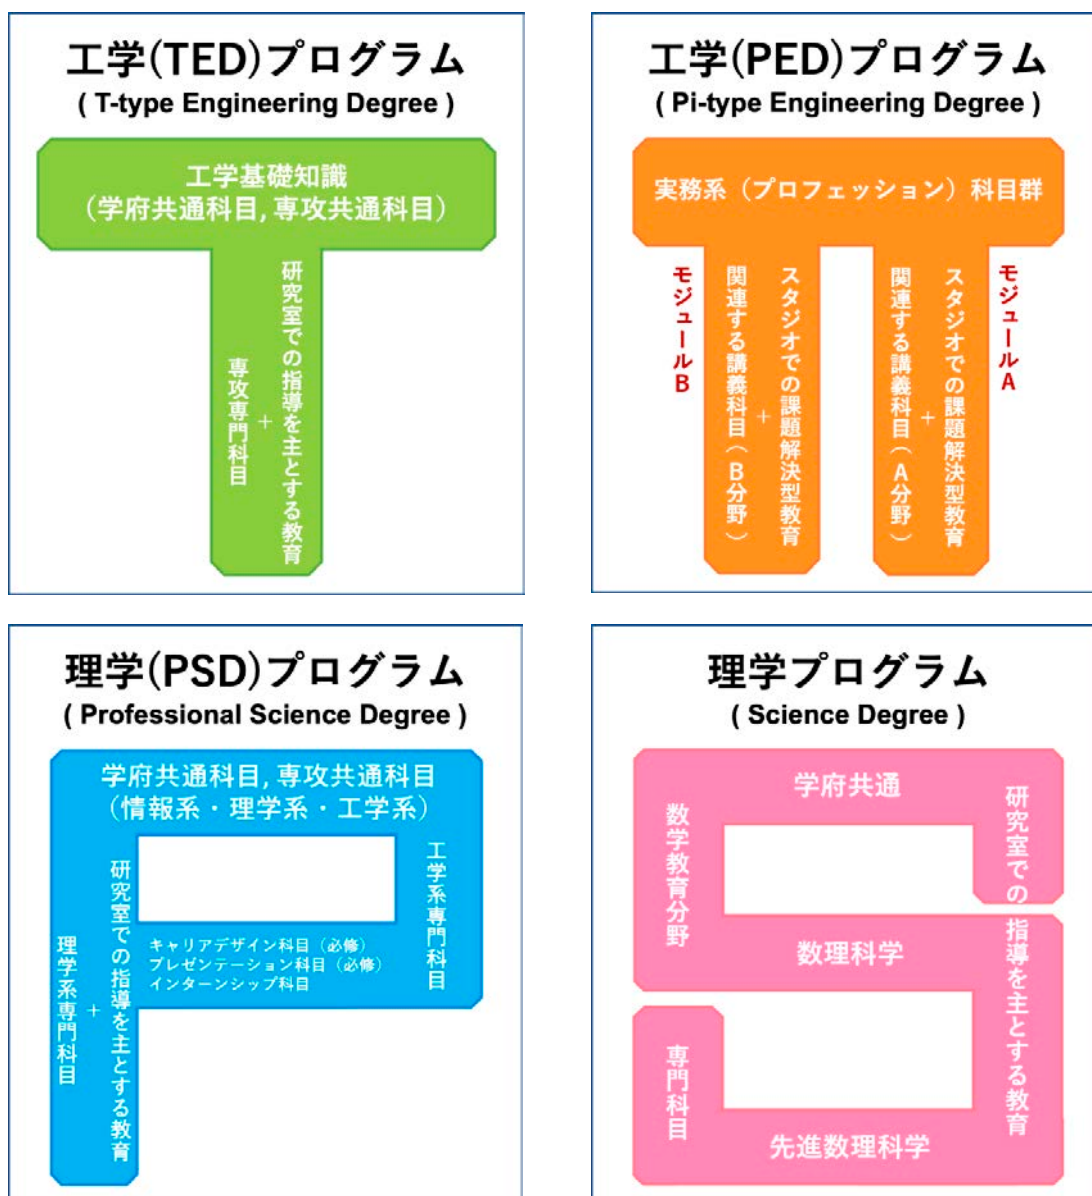 工学(TED)プログラム
( T-type Engineering Degree )
工学基礎知識
（学府共通科目, 専攻共通科目）
研究室での指導を主とする教育
+
専攻専門科目
工学(PED)プログラム
( Pi-type Engineering Degree )
実務系（プロフェッション）科目群
モジュールA
スタジオでの課題解決型教育
+
関連する講義科目（A分野）
スタジオでの課題解決型教育
+
関連する講義科目（B分野）
モジュールB
理学(PSD)プログラム
( Professional Science Degree )
学府共通科目, 専攻共通科目
（情報系・理学系・工学系）
工学系専門科目
キャリアデザイン科目（必修）
プレゼンテーション科目（必修）
インターンシップ科目
研究室での指導を主とする教育
+
理学系専門科目
理学プログラム
( Science Degree )
学府共通
研究室での指導を主とする教育
数学教育分野
数理科学
専門科目
先進数理科学